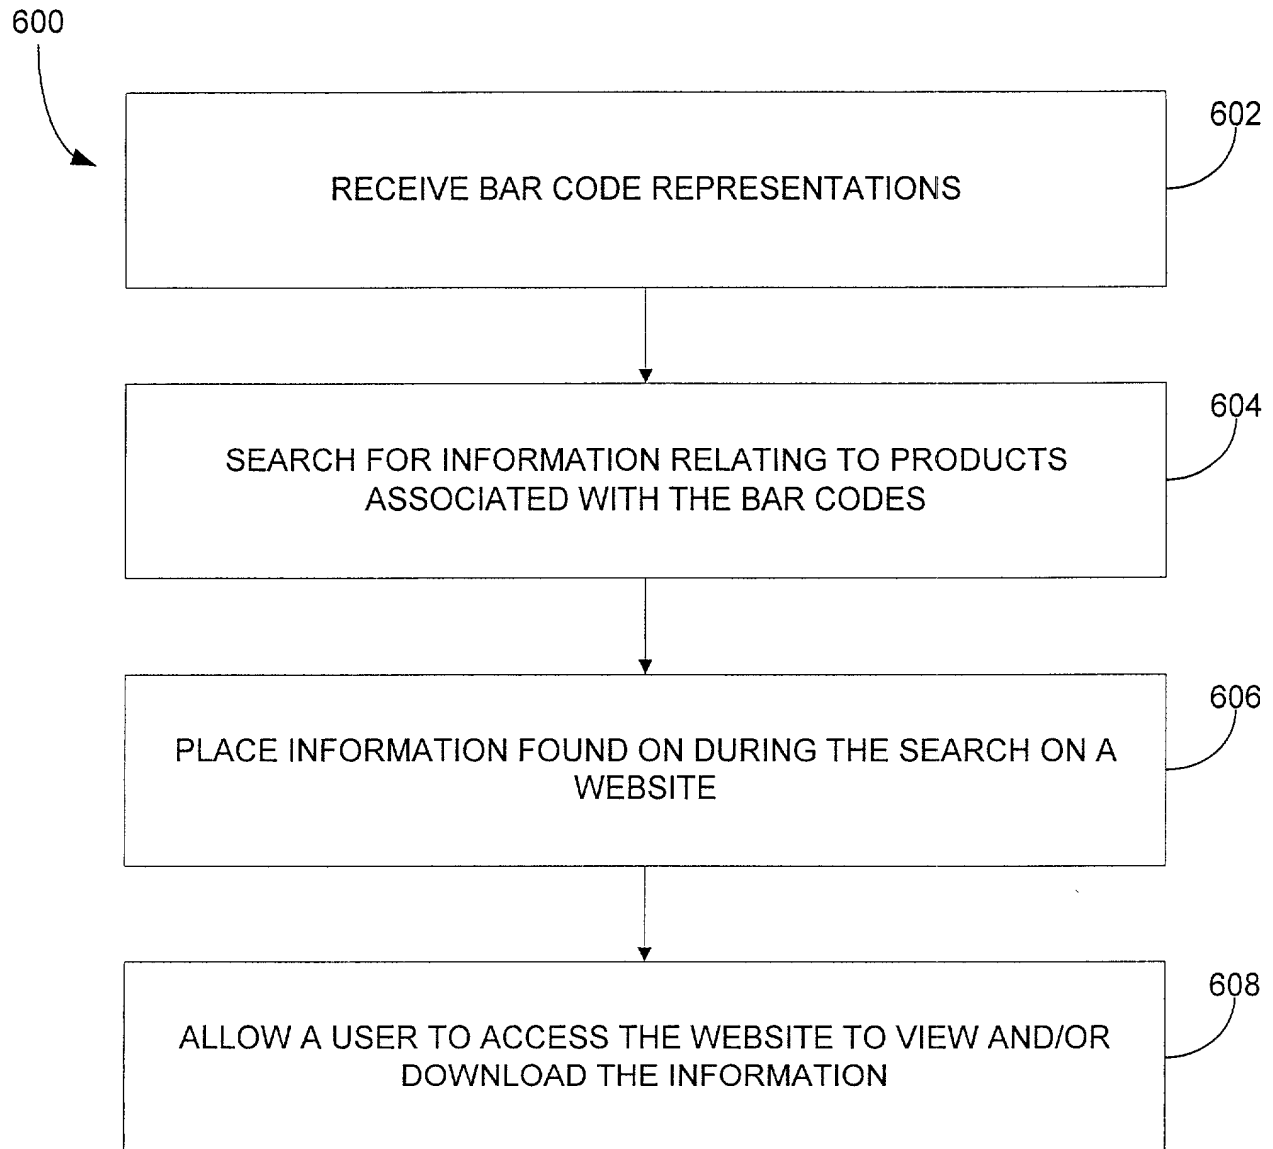 600
602
RECEIVE BAR CODE REPRESENTATIONS
604
SEARCH FOR INFORMATION RELATING TO PRODUCTS
ASSOCIATED WITH THE BAR CODES
606
PLACE INFORMATION FOUND ON DURING THE SEARCH ON A
WEBSITE
608
ALLOW A USER TO ACCESS THE WEBSITE TO VIEW AND/OR
DOWNLOAD THE INFORMATION